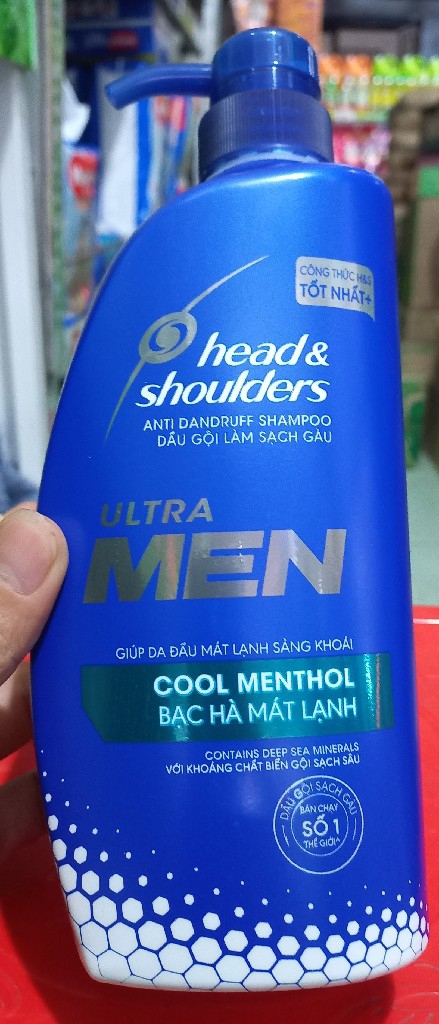 CÔNG THỨC H&S
TỐT NHẤT+
head &
shoulders
ANTI DANDRUFF SHAMPOO
DẦU GỘI LÀM SẠCH GÀU
ULTRA
MEN
GIÚP DA ĐẦU MÁT LẠNH SẢNG KHOÁI
COOL MENTHOL
BẠC HÀ MÁT LẠNH
CONTAINS DEEP SEA MINERALS
VỚI KHOÁNG CHẤT BIỂN GỘI SẠCH SÂU
DẦU GỘI SẠCH GÀU
BÁN CHẠY
SỐ 1
THẾ GIỚI^